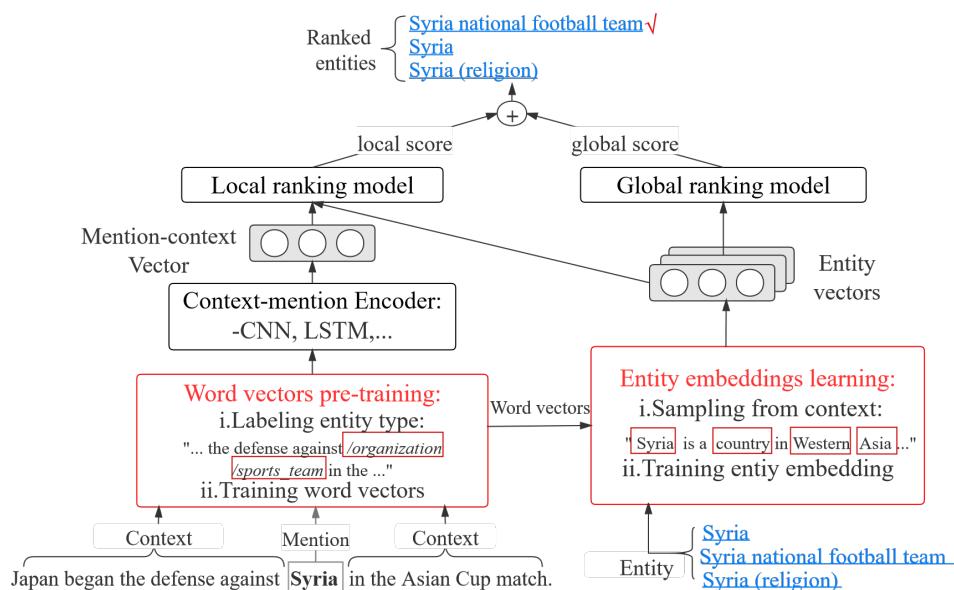 Ranked
entities
Syria national football team
Syria
Syria (religion)
+
local score
global score
Local ranking model
Global ranking model
Mention-context
Vector
Entity
vectors
Context-mention Encoder:
-CNN, LSTM,...
Word vectors pre-training:
i.Labeling entity type:
"... the defense against /organization
/sports_team in the ..."
ii.Training word vectors
Word vectors
Entity embeddings learning:
i.Sampling from context:
" Syria is a country in Western Asia ..."
ii.Training entiy embedding
Context
Mention
Context
Japan began the defense against Syria in the Asian Cup match.
Entity
Syria
Syria national football team
Syria (religion)